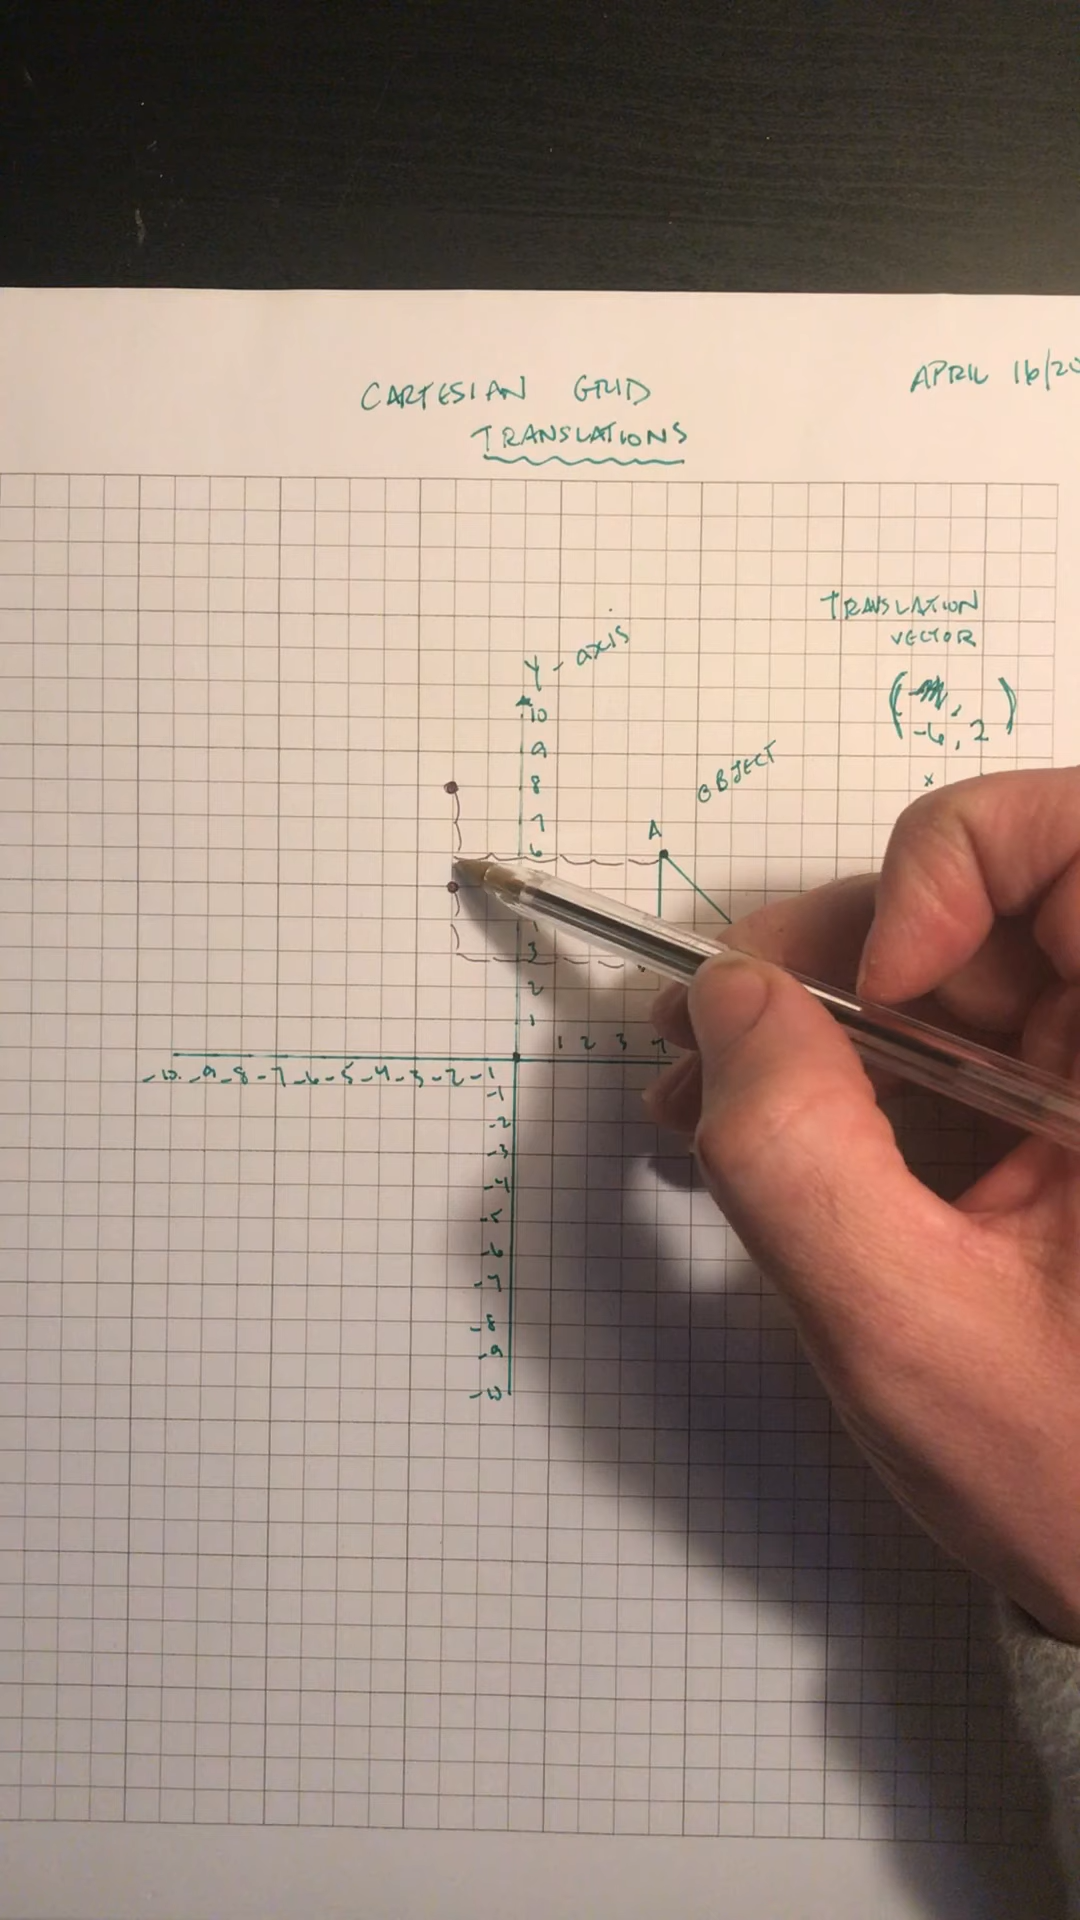 CARTESIAN GRID
TRANSLATIONS
APRIL 16/20
TRANSLATION
VECTOR
(
-6, 2
)
x
Y - axis
OBJECT
A
10
9
8
7
6
3
2
1
1 2 3 4
-10 -9 -8 -7 -6 -5 -4 -3 -2 -1
-1
-2
-3
-4
-5
-6
-7
-8
-9
-10